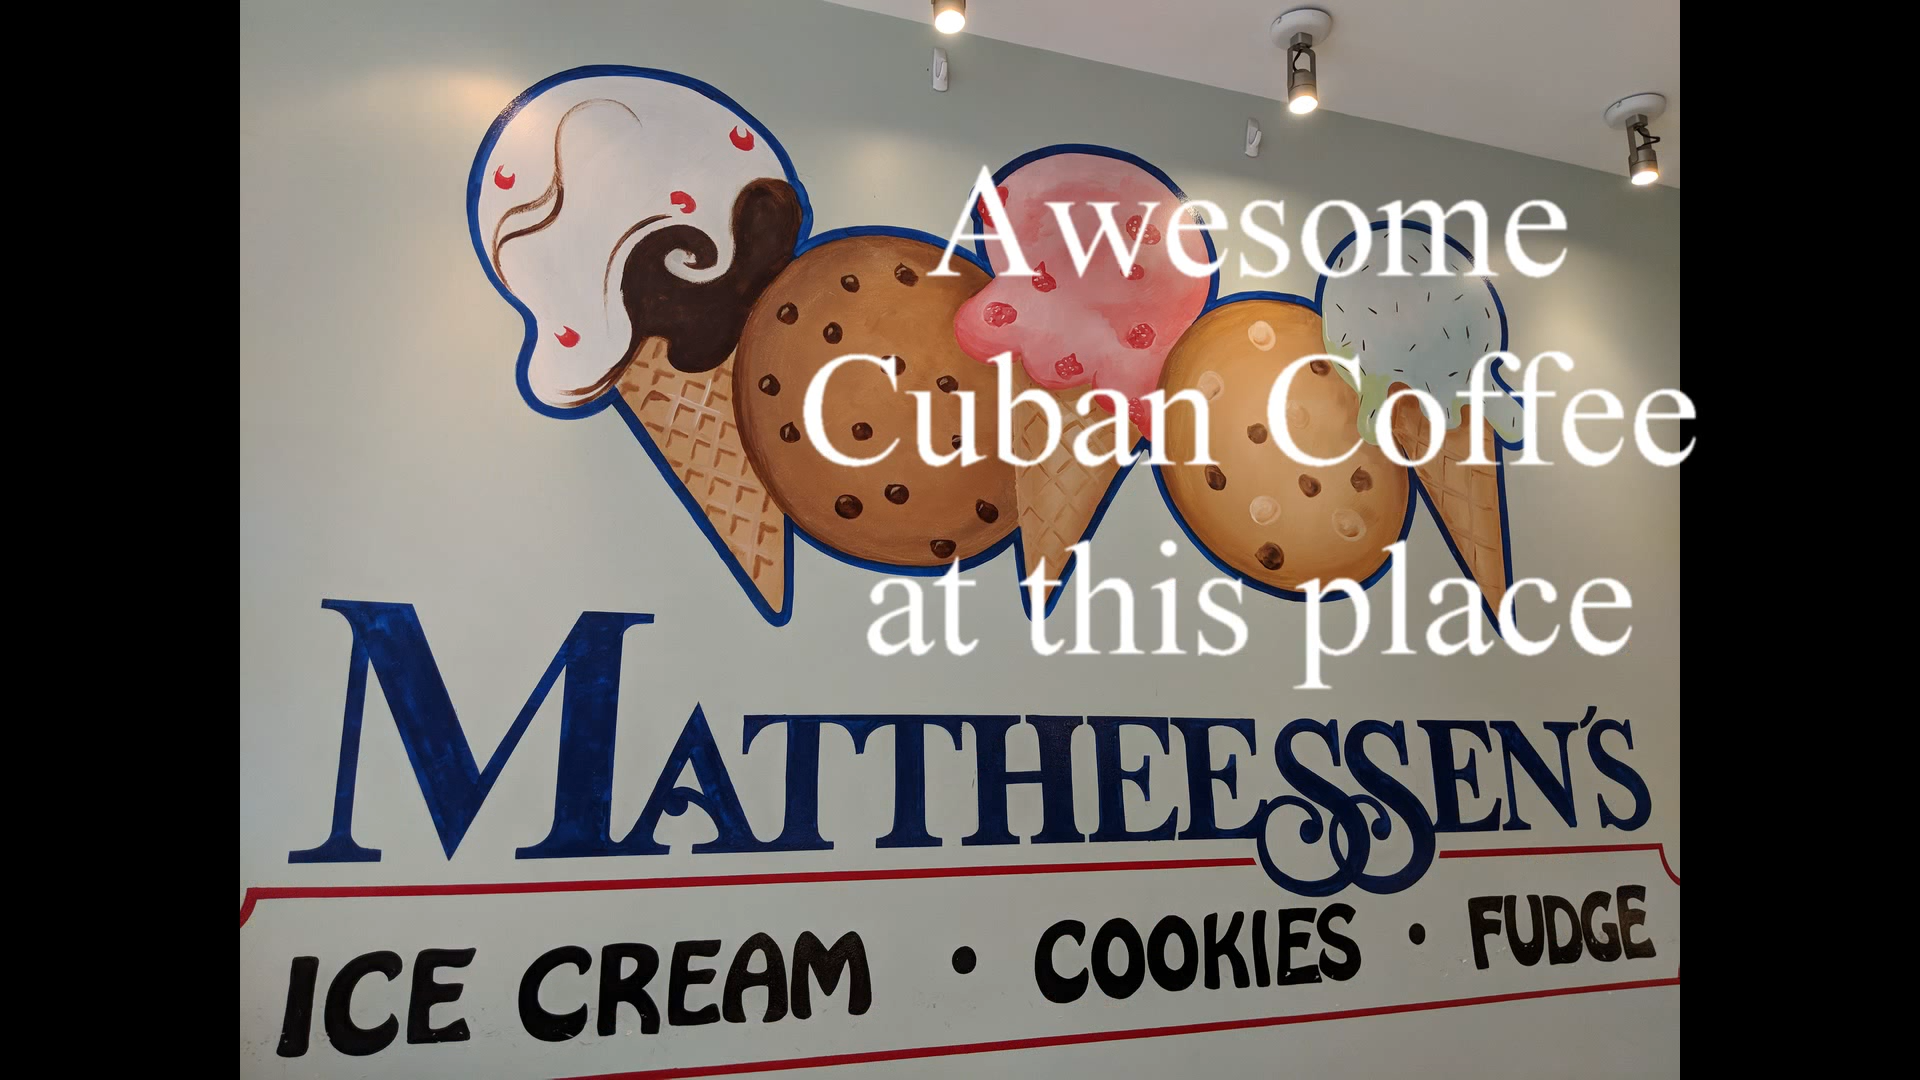 Awesome
Cuban Coffee
at this place
MATTHEESSEN'S
ICE CREAM • COOKIES • FUDGE